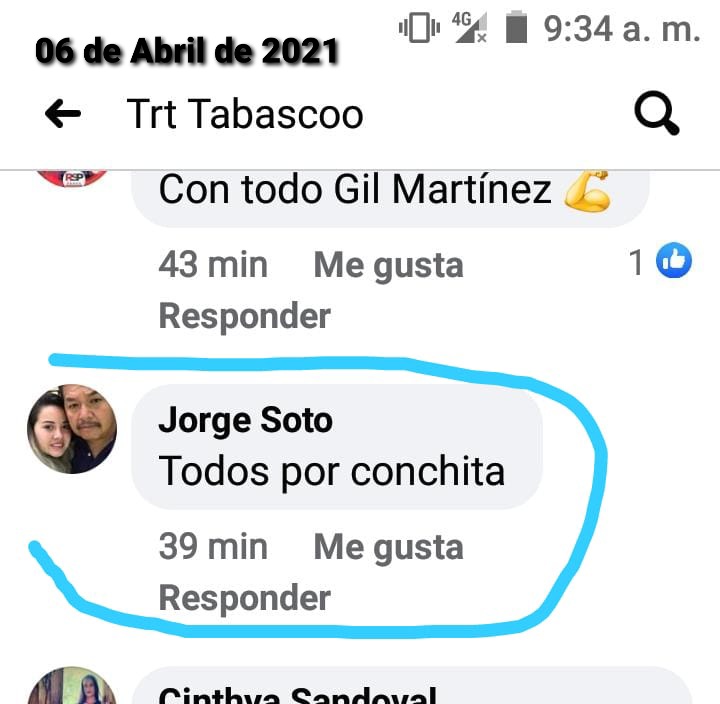 06 de Abril de 2021
4G
9:34 a. m.
Trt Tabascoo
RSP
Con todo Gil Martínez 💪
43 min Me gusta 1
Responder
Jorge Soto
Todos por conchita
39 min Me gusta
Responder
Cinthya Sandoval